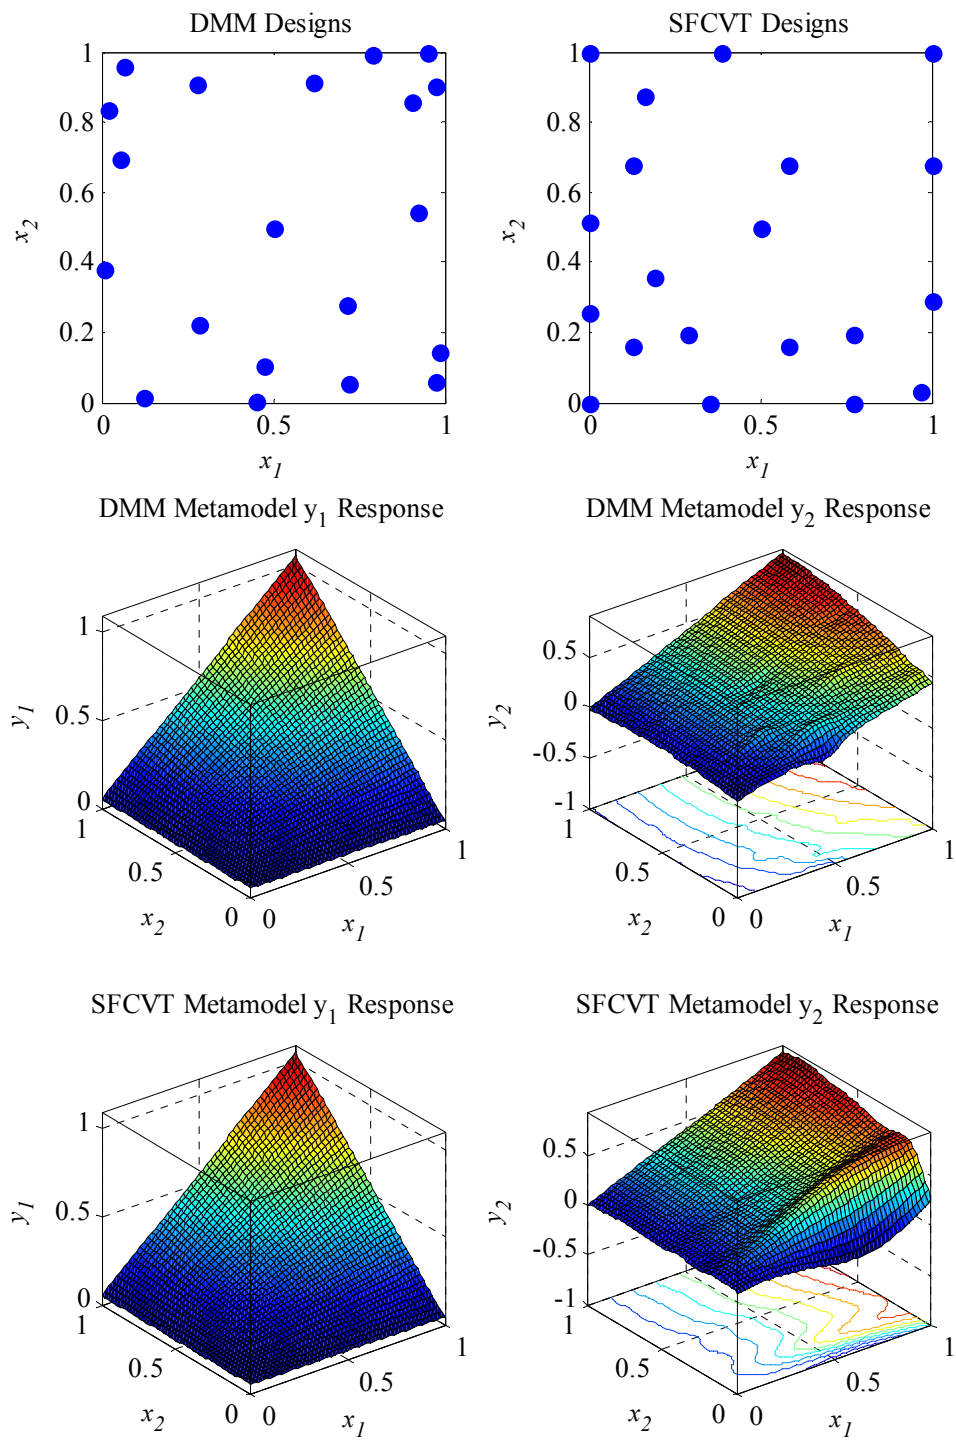 DMM Designs
SFCVT Designs
1
0.8
0.6
0.4
0.2
0
x2
0
0.5
1
x1
1
0.8
0.6
0.4
0.2
0
x2
0
0.5
1
x1
DMM Metamodel y1 Response
DMM Metamodel y2 Response
1
0.5
0
y1
1
0.5
0
x2
0
0.5
1
x1
0.5
0
-0.5
-1
y2
1
0.5
0
x2
0
0.5
1
x1
SFCVT Metamodel y1 Response
SFCVT Metamodel y2 Response
1
0.5
0
y1
1
0.5
0
x2
0
0.5
1
x1
0.5
0
-0.5
-1
y2
1
0.5
0
x2
0
0.5
1
x1